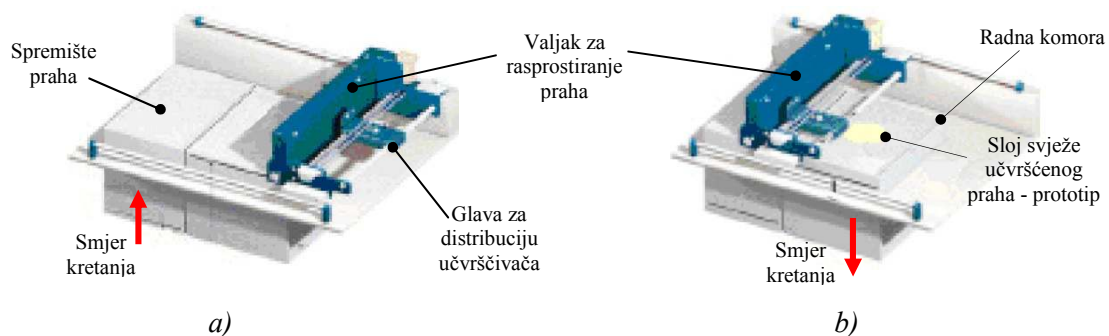 Spremište
praha
Valjak za
rasprostiranje
praha
Radna komora
Sloj svježe
učvršćenog
praha - prototip
Glava za
distribuciju
učvrščivača
Smjer
kretanja
Smjer
kretanja
a)
b)